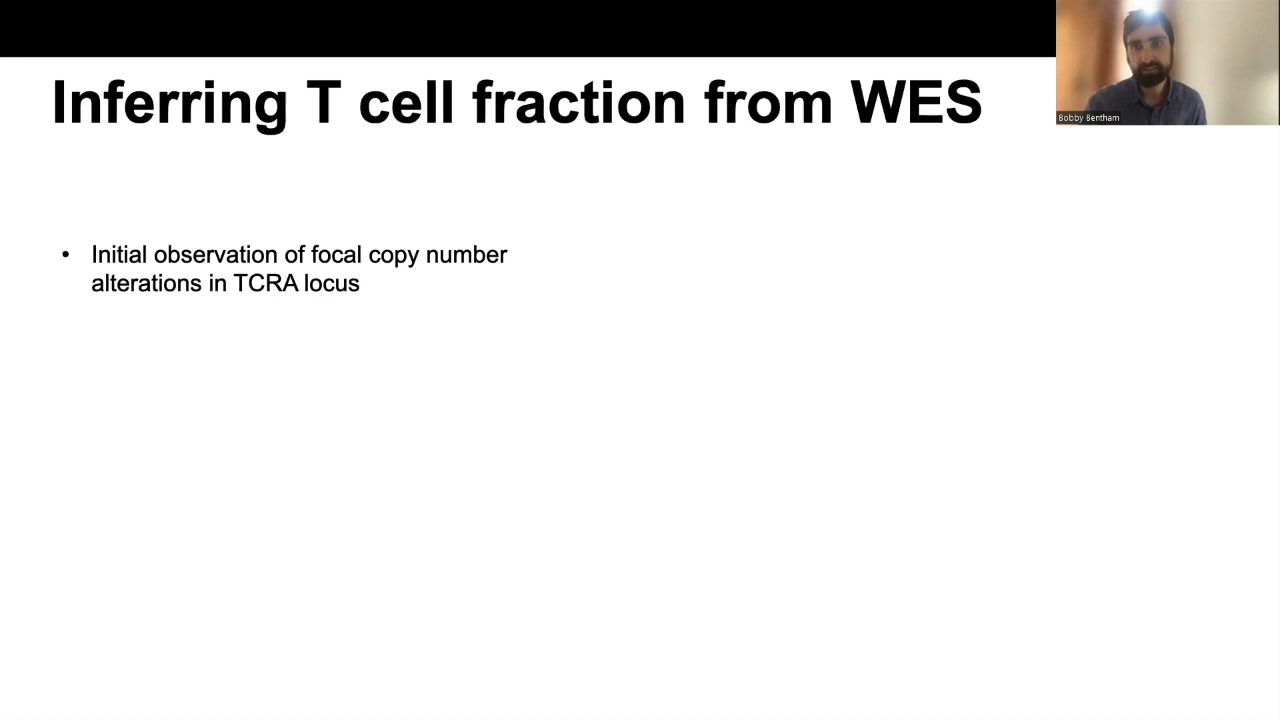 Inferring T cell fraction from WES
Bobby Bentham
• Initial observation of focal copy number
alterations in TCRA locus